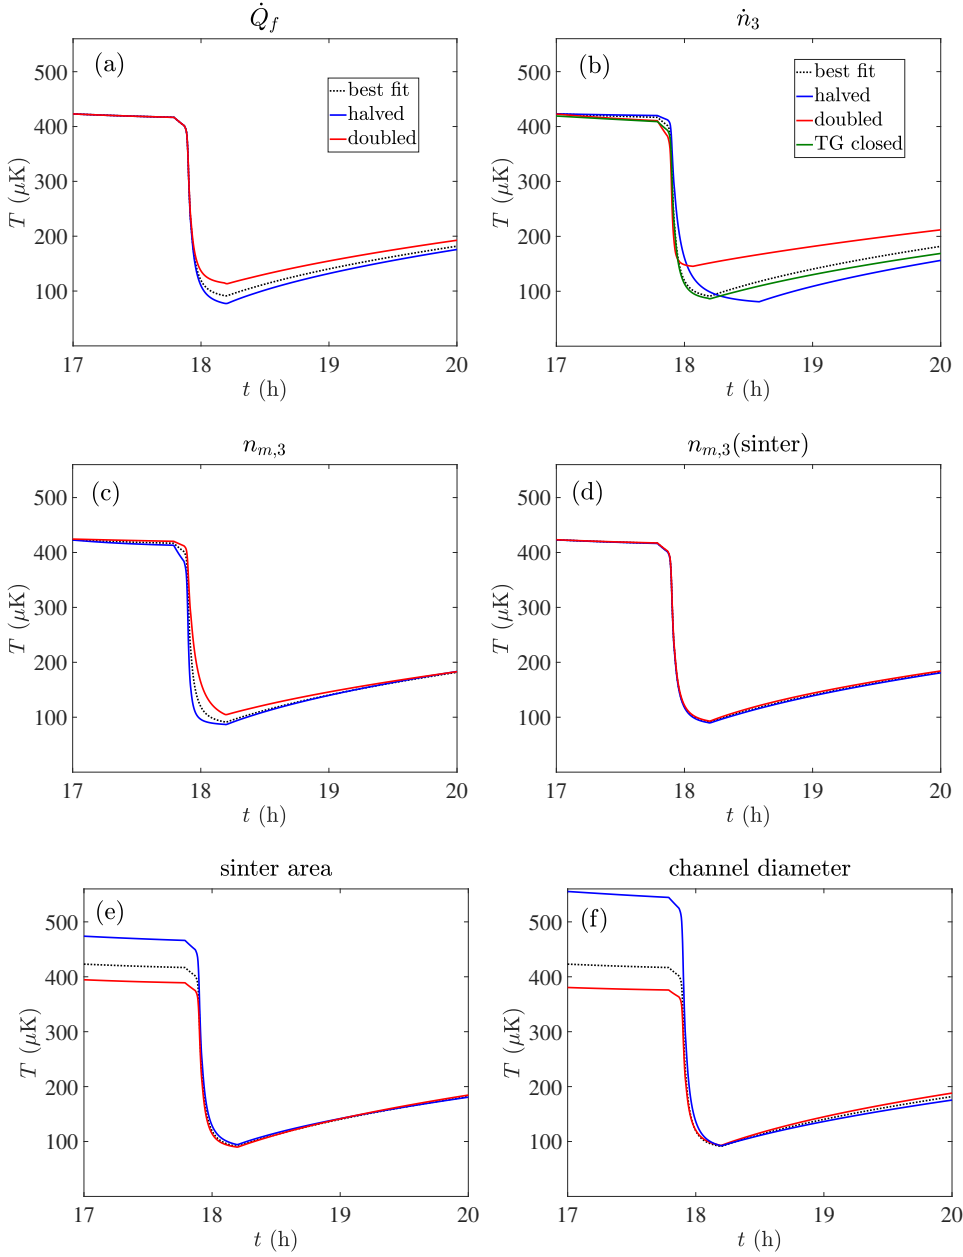 Q̇_f
(a)
best fit
halved
doubled
500
400
300
200
100
T (μK)
17 18 19 20
t (h)
ṅ_3
(b)
best fit
halved
doubled
TG closed
500
400
300
200
100
T (μK)
17 18 19 20
t (h)
n_{m,3}
(c)
500
400
300
200
100
T (μK)
17 18 19 20
t (h)
n_{m,3}(sinter)
(d)
500
400
300
200
100
T (μK)
17 18 19 20
t (h)
sinter area
(e)
500
400
300
200
100
T (μK)
17 18 19 20
t (h)
channel diameter
(f)
500
400
300
200
100
T (μK)
17 18 19 20
t (h)